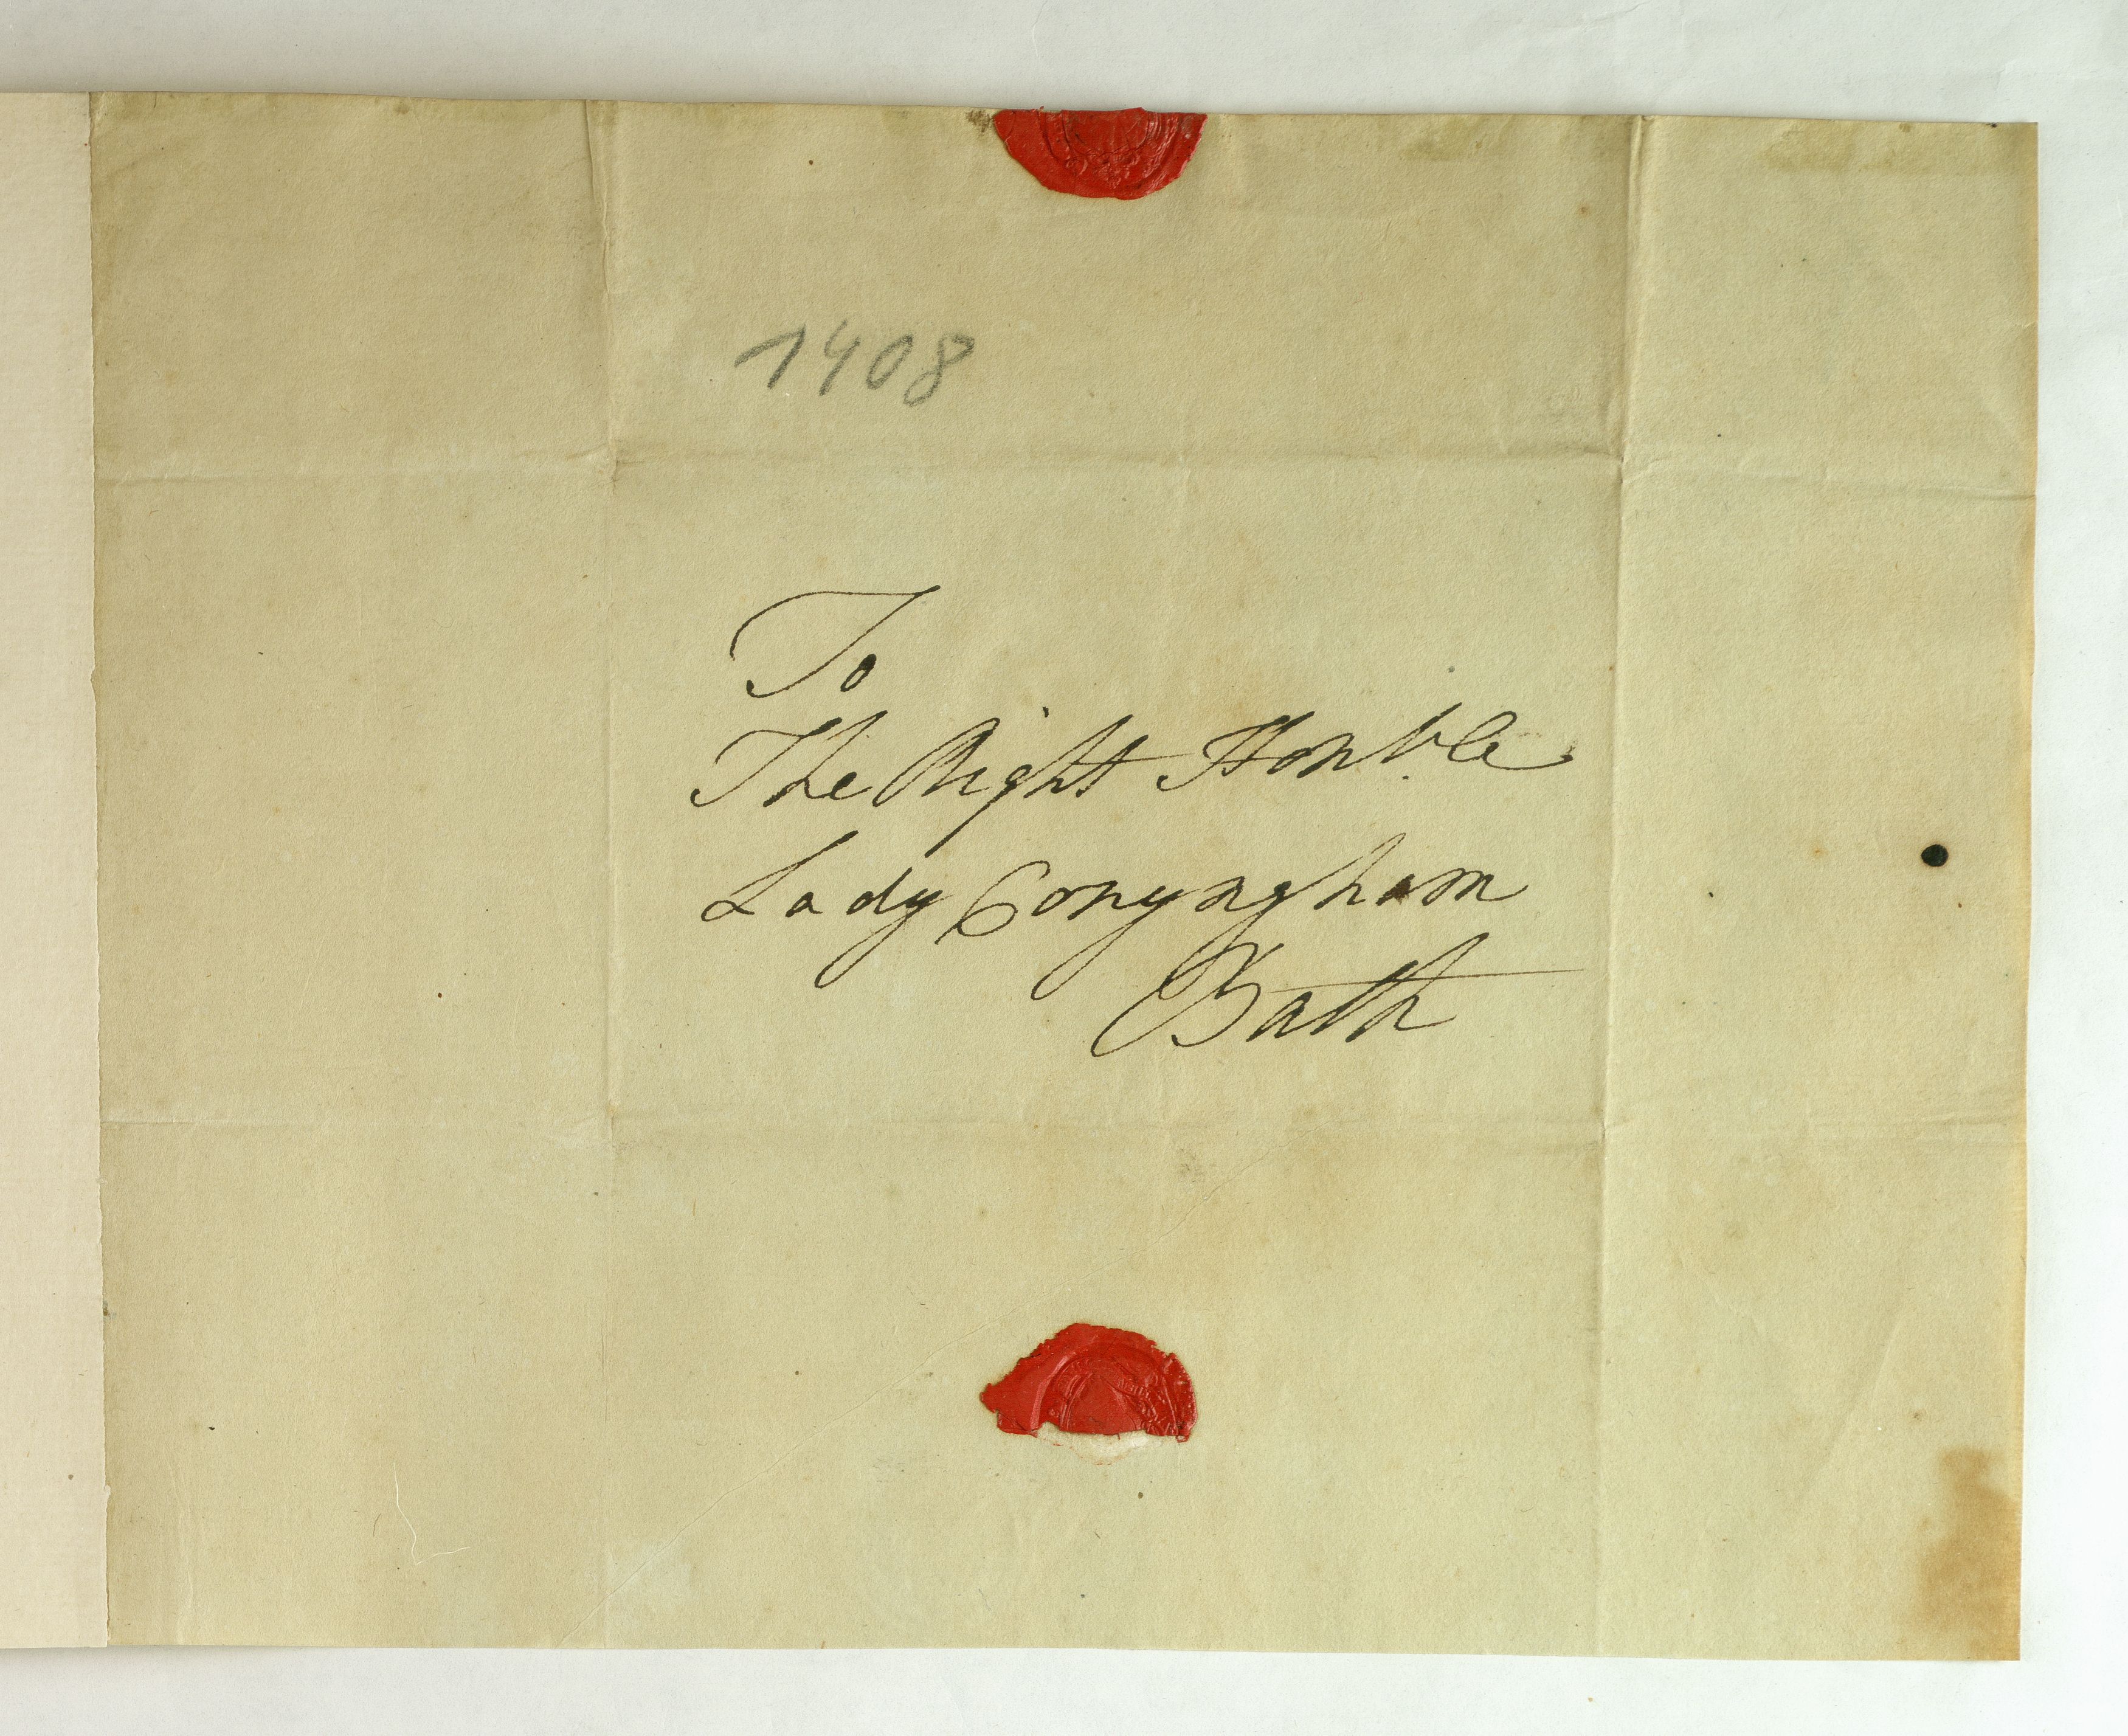 1408
To
The Right Honble
Lady Conyngham
Bath